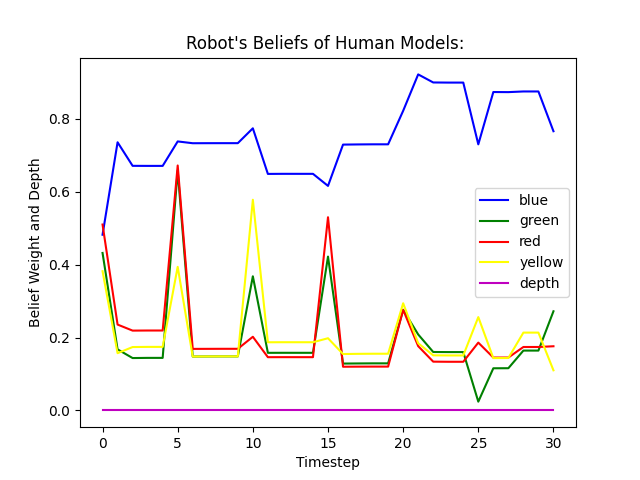 Robot's Beliefs of Human Models:
Belief Weight and Depth
0.8
0.6
0.4
0.2
0.0
blue
green
red
yellow
depth
0 5 10 15 20 25 30
Timestep